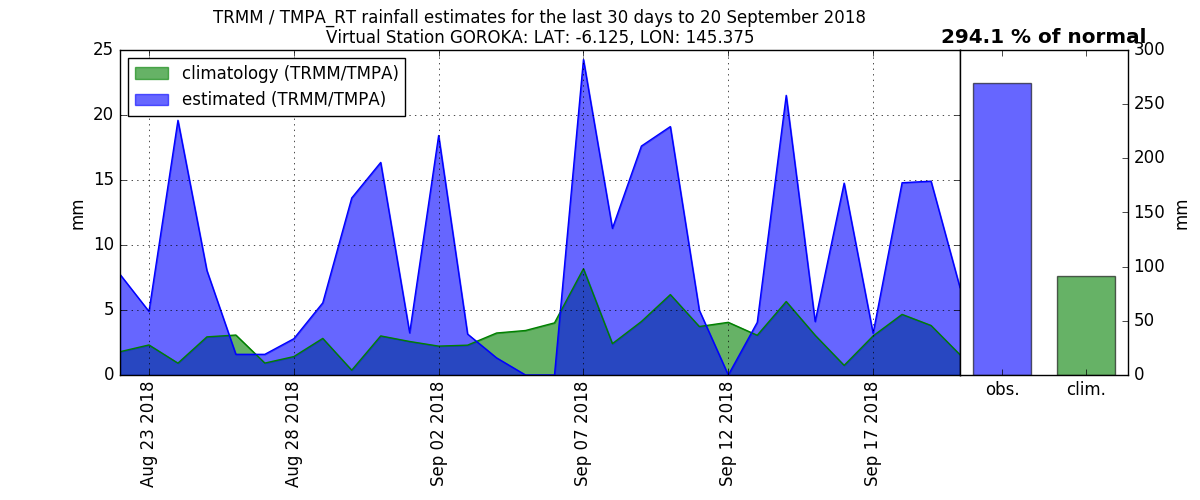 TRMM / TMPA_RT rainfall estimates for the last 30 days to 20 September 2018
Virtual Station GOROKA: LAT: -6.125, LON: 145.375
294.1 % of normal
climatology (TRMM/TMPA)
estimated (TRMM/TMPA)
mm
25
20
15
10
5
0
300
250
200
150
100
50
0
mm
Aug 23 2018
Aug 28 2018
Sep 02 2018
Sep 07 2018
Sep 12 2018
Sep 17 2018
obs.
clim.